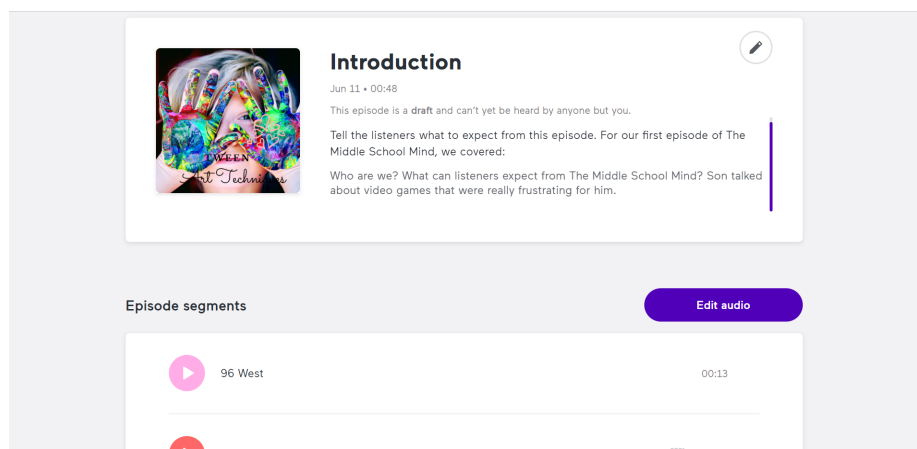 TWEEN
Art Techniques
Introduction
Jun 11 • 00:48
This episode is a draft and can't yet be heard by anyone but you.
Tell the listeners what to expect from this episode. For our first episode of The
Middle School Mind, we covered:
Who are we? What can listeners expect from The Middle School Mind? Son talked
about video games that were really frustrating for him.
Episode segments
Edit audio
96 West
00:13